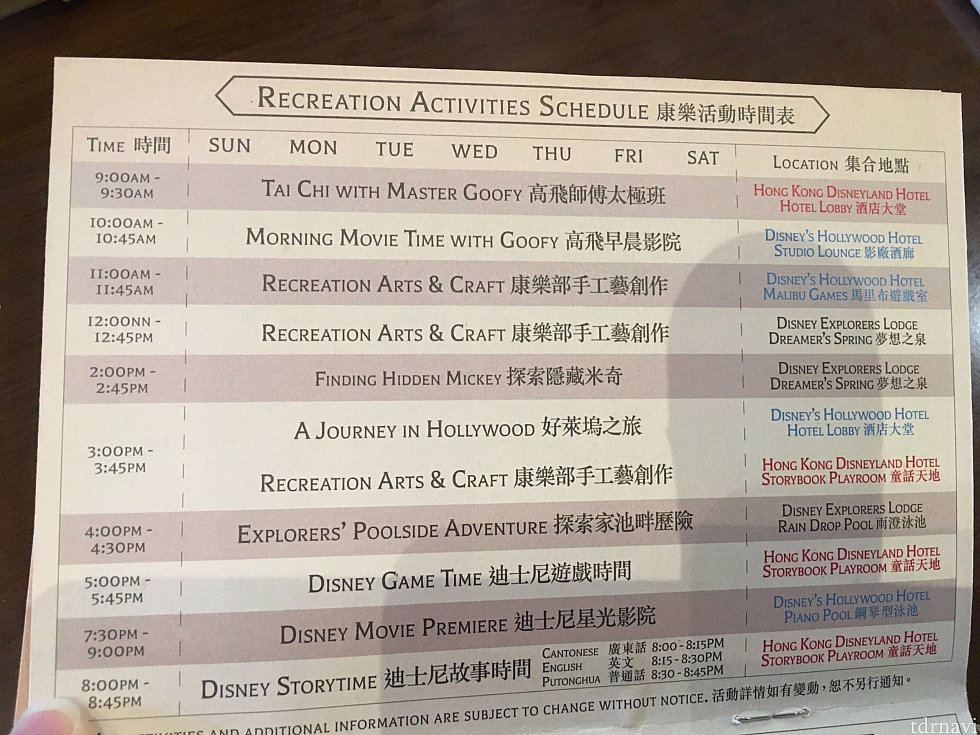 RECREATION ACTIVITIES SCHEDULE 康樂活動時間表
TIME 時間 SUN MON TUE WED THU FRI SAT LOCATION 集合地點
9:00AM - 9:30AM TAI CHI WITH MASTER GOOFY 高飛師傅太極班 HONG KONG DISNEYLAND HOTEL
HOTEL LOBBY 酒店大堂
10:00AM - 10:45AM MORNING MOVIE TIME WITH GOOFY 高飛早晨影院 DISNEY'S HOLLYWOOD HOTEL
STUDIO LOUNGE 影廠酒廊
11:00AM - 11:45AM RECREATION ARTS & CRAFT 康樂部手工藝創作 DISNEY'S HOLLYWOOD HOTEL
MALIBU GAMES 馬里布遊戲室
12:00NN - 12:45PM RECREATION ARTS & CRAFT 康樂部手工藝創作 DISNEY EXPLORERS LODGE
DREAMER'S SPRING 夢想之泉
2:00PM - 2:45PM FINDING HIDDEN MICKEY 探索隱藏米奇 DISNEY EXPLORERS LODGE
DREAMER'S SPRING 夢想之泉
3:00PM - 3:45PM A JOURNEY IN HOLLYWOOD 好萊塢之旅 DISNEY'S HOLLYWOOD HOTEL
HOTEL LOBBY 酒店大堂
RECREATION ARTS & CRAFT 康樂部手工藝創作 HONG KONG DISNEYLAND HOTEL
STORYBOOK PLAYROOM 童話天地
4:00PM - 4:30PM EXPLORERS' POOLSIDE ADVENTURE 探索家池畔歷險 DISNEY EXPLORERS LODGE
RAIN DROP POOL 雨澄泳池
5:00PM - 5:45PM DISNEY GAME TIME 迪士尼遊戲時間 HONG KONG DISNEYLAND HOTEL
STORYBOOK PLAYROOM 童話天地
7:30PM - 9:00PM DISNEY MOVIE PREMIERE 迪士尼星光影院 DISNEY'S HOLLYWOOD HOTEL
PIANO POOL 鋼琴型泳池
8:00PM - 8:45PM DISNEY STORYTIME 迪士尼故事時間 CANTONESE 廣東話 8:00 - 8:15PM
ENGLISH 英文 8:15 - 8:30PM
PUTONGHUA 普通話 8:30 - 8:45PM
HONG KONG DISNEYLAND HOTEL
STORYBOOK PLAYROOM 童話天地
ACTIVITIES AND ADDITIONAL INFORMATION ARE SUBJECT TO CHANGE WITHOUT NOTICE. 活動詳情如有變動，恕不另行通知。
tdrnavi